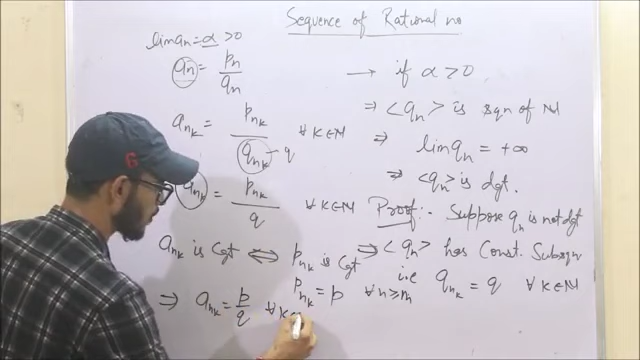 Sequence of Rational no
lim aₙ = α > 0
aₙ = pₙ / qₙ
→ if α > 0
⇒ <qₙ> is sqn of ℕ
aₙₖ = pₙₖ / qₙₖ → q ∀ k∈ℕ
⇒ lim qₙ = +∞
⇒ <qₙ> is dgt.
aₙₖ = pₙₖ / q ∀ k∈ℕ
Proof:- Suppose qₙ is not dgt
aₙₖ is Cgt ⟺ pₙₖ is Cgt
⇒ <qₙ> has Const. Subsqn
i.e qₙₖ = q ∀ k∈ℕ
pₙₖ = p ∀ n ≥ m
⇒ aₙₖ = p / q ∀ k
G